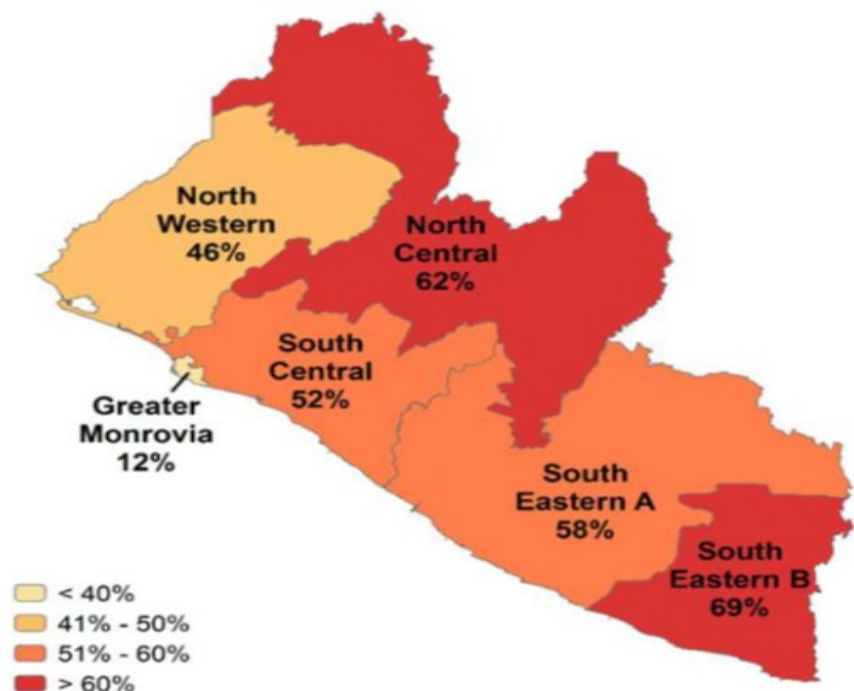 North
Western
46%
North
Central
62%
South
Central
52%
Greater
Monrovia
12%
South
Eastern A
58%
South
Eastern B
69%
< 40%
41% - 50%
51% - 60%
> 60%